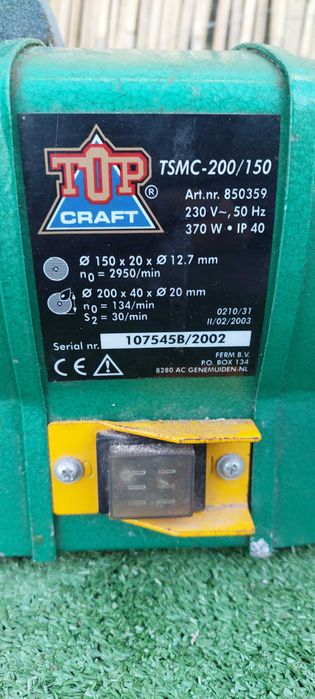 TOP
CRAFT
®
TSMC-200/150
Art.nr. 850359
230 V~, 50 Hz
370 W • IP 40
Ø 150 x 20 x Ø 12.7 mm
n0 = 2950/min
Ø 200 x 40 x Ø 20 mm
n0 = 134/min
S2 = 30/min
0210/31
II/02/2003
Serial nr. 107545B/2002
CE
FERM B.V.
P.O. BOX 134
8280 AC GENEMUIDEN-NL